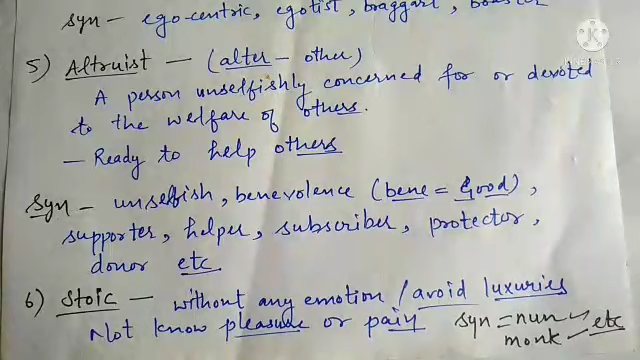 Syn - ego-centric, egotist, braggart, boaster
5) Altruist - (alter - other)
A person unselfishly concerned for or devoted
to the welfare of others.
- Ready to help others
Syn - unselfish, benevolence (bene = Good),
supporter, helper, subscriber, protector,
donor etc
6) Stoic - without any emotion / avoid luxuries
Not know pleasure or pain
syn = nun
monk
etc